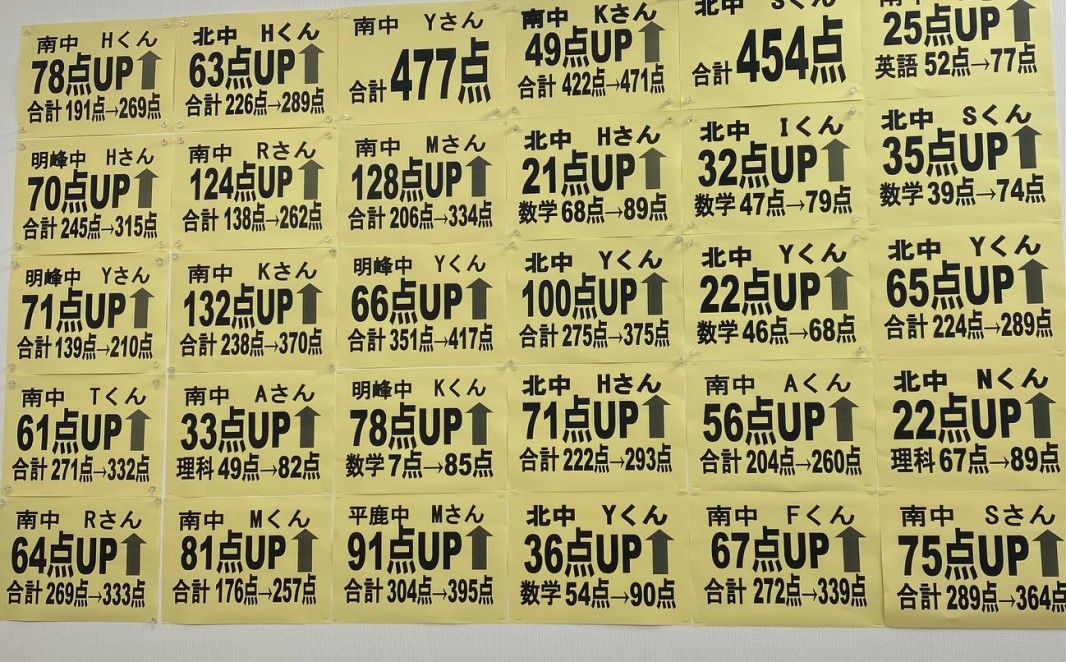 南中 Hくん
78点UP
合計 191点→269点
北中 Hくん
63点UP
合計 226点→289点
南中 Yさん
合計 477点
南中 Kさん
49点UP
合計 422点→471点
北中 Sくん
合計 454点
南中
25点UP
英語 52点→77点
明峰中 Hさん
70点UP
合計 245点→315点
南中 Rさん
124点UP
合計 138点→262点
南中 Mさん
128点UP
合計 206点→334点
北中 Hさん
21点UP
数学 68点→89点
北中 Iくん
32点UP
数学 47点→79点
北中 Sくん
35点UP
数学 39点→74点
明峰中 Yさん
71点UP
合計 139点→210点
南中 Kさん
132点UP
合計 238点→370点
明峰中 Yくん
66点UP
合計 351点→417点
北中 Yくん
100点UP
合計 275点→375点
北中 Yくん
22点UP
数学 46点→68点
北中 Yくん
65点UP
合計 224点→289点
南中 Tくん
61点UP
合計 271点→332点
南中 Aさん
33点UP
理科 49点→82点
明峰中 Kくん
78点UP
数学 7点→85点
北中 Hさん
71点UP
合計 222点→293点
南中 Aくん
56点UP
合計 204点→260点
北中 Nくん
22点UP
理科 67点→89点
南中 Rさん
64点UP
合計 269点→333点
南中 Mくん
81点UP
合計 176点→257点
平鹿中 Mさん
91点UP
合計 304点→395点
北中 Yくん
36点UP
数学 54点→90点
南中 Fくん
67点UP
合計 272点→339点
南中 Sさん
75点UP
合計 289点→364点